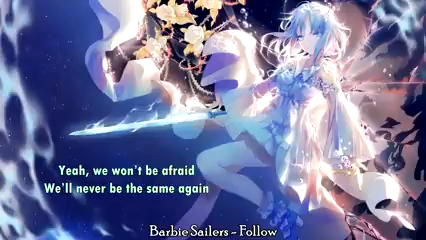 Yeah, we won't be afraid
We'll never be the same again
Barbie Sailers - Follow